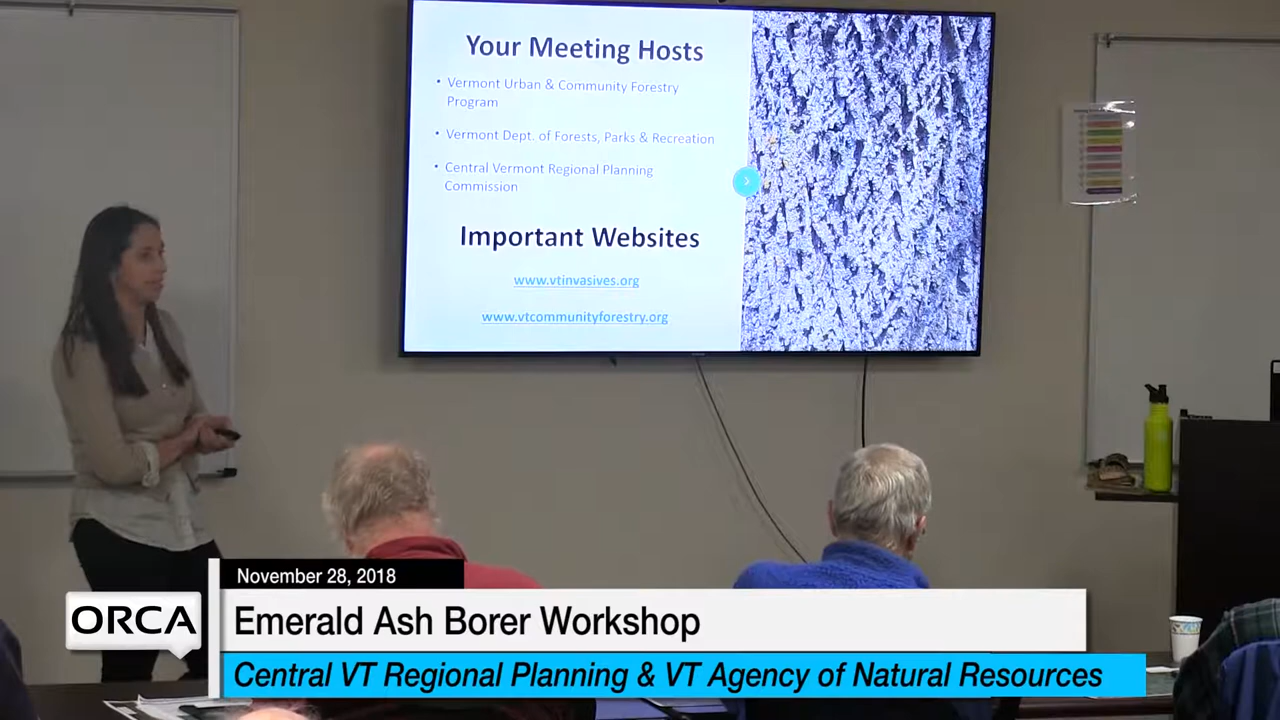 Your Meeting Hosts
• Vermont Urban & Community Forestry
Program
• Vermont Dept. of Forests, Parks & Recreation
• Central Vermont Regional Planning
Commission
Important Websites
www.vtinvasives.org
www.vtcommunityforestry.org
November 28, 2018
ORCA
Emerald Ash Borer Workshop
Central VT Regional Planning & VT Agency of Natural Resources